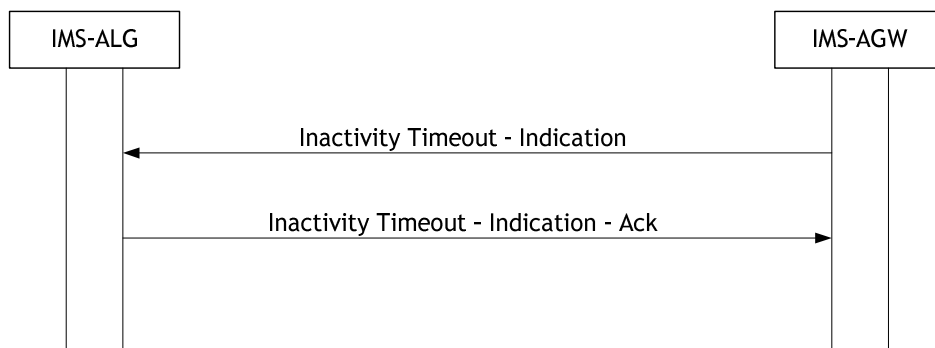 IMS-ALG
IMS-AGW
Inactivity Timeout - Indication
Inactivity Timeout – Indication - Ack